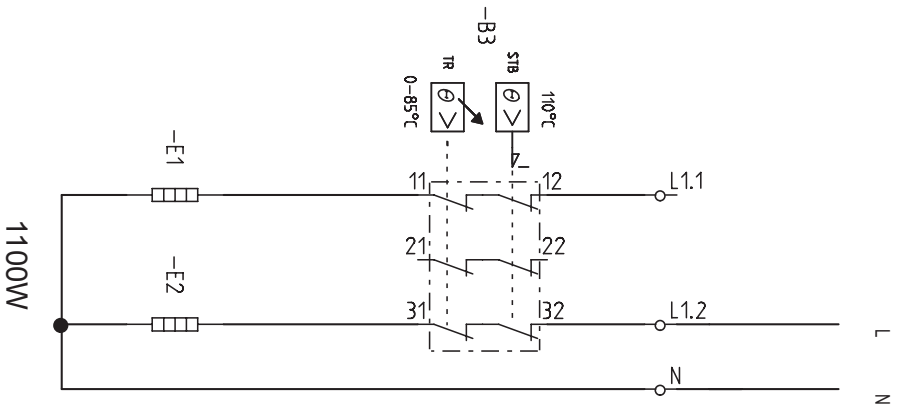 -B3
TR
STB
0-85°C
110°C
-E1
11
12
L1.1
21
22
-E2
31
32
L1.2
L
N
N
1100W